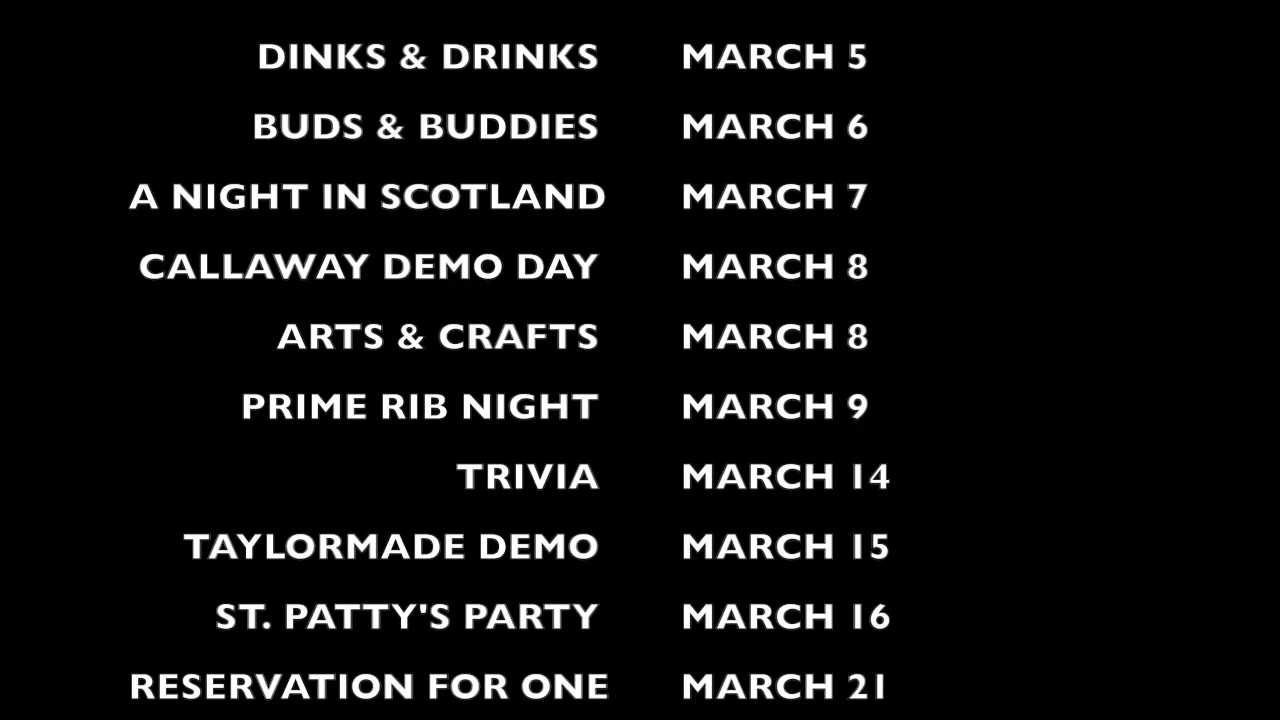 DINKS & DRINKS MARCH 5
BUDS & BUDDIES MARCH 6
A NIGHT IN SCOTLAND MARCH 7
CALLAWAY DEMO DAY MARCH 8
ARTS & CRAFTS MARCH 8
PRIME RIB NIGHT MARCH 9
TRIVIA MARCH 14
TAYLORMADE DEMO MARCH 15
ST. PATTY'S PARTY MARCH 16
RESERVATION FOR ONE MARCH 21